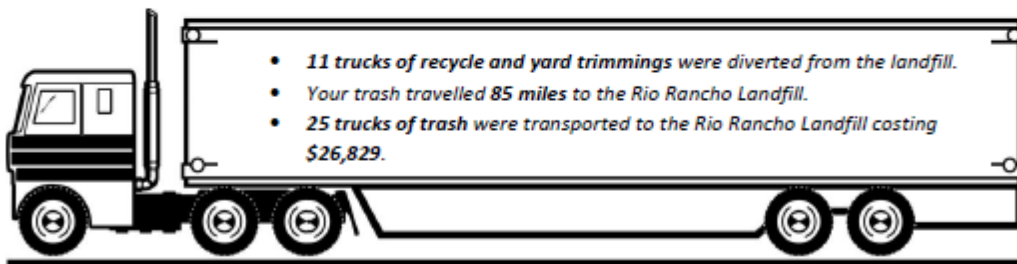 • 11 trucks of recycle and yard trimmings were diverted from the landfill.
• Your trash travelled 85 miles to the Rio Rancho Landfill.
• 25 trucks of trash were transported to the Rio Rancho Landfill costing
$26,829.